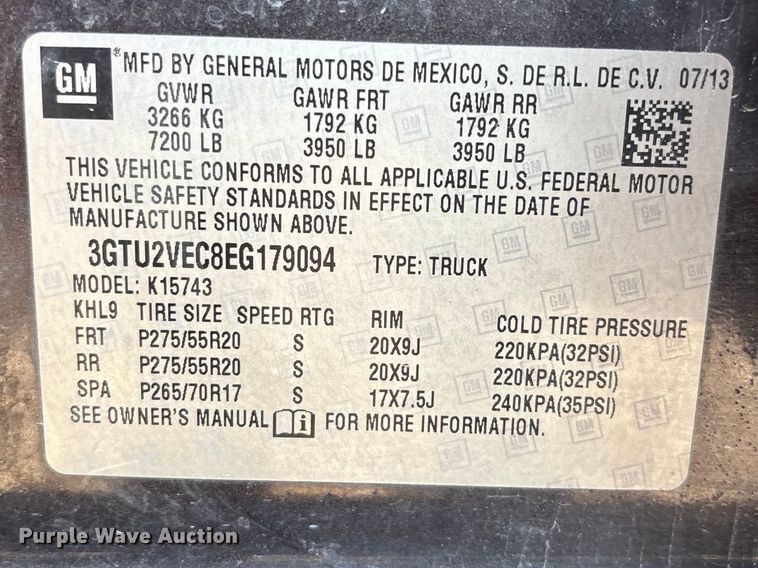 GM ® MFD BY GENERAL MOTORS DE MEXICO, S. DE R.L. DE C.V. 07/13
GVWR GAWR FRT GAWR RR
3266 KG 1792 KG 1792 KG
7200 LB 3950 LB 3950 LB
THIS VEHICLE CONFORMS TO ALL APPLICABLE U.S. FEDERAL MOTOR
VEHICLE SAFETY STANDARDS IN EFFECT ON THE DATE OF
MANUFACTURE SHOWN ABOVE.
3GTU2VEC8EG179094 TYPE: TRUCK
MODEL: K15743
KHL9 TIRE SIZE SPEED RTG RIM COLD TIRE PRESSURE
FRT P275/55R20 S 20X9J 220KPA(32PSI)
RR P275/55R20 S 20X9J 220KPA(32PSI)
SPA P265/70R17 S 17X7.5J 240KPA(35PSI)
SEE OWNER'S MANUAL i FOR MORE INFORMATION.
Purple Wave Auction